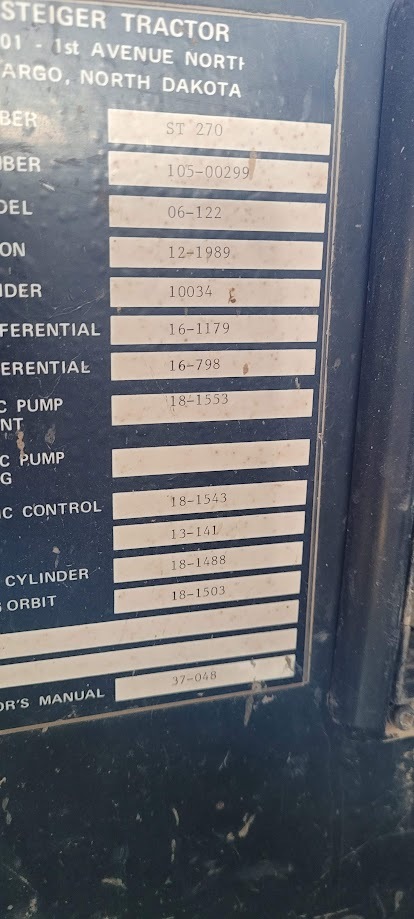 STEIGER TRACTOR
01 - 1st AVENUE NORTH
ARGO, NORTH DAKOTA
BER ST 270
BER 105-00299
DEL 06-122
ON 12-1989
NDER 10034
FFERENTIAL 16-1179
FERENTIAL 16-798
C PUMP 18-1553
NT
C PUMP
G
IC CONTROL 18-1543
13-141
CYLINDER 18-1488
ORBIT 18-1503
OR'S MANUAL 37-048